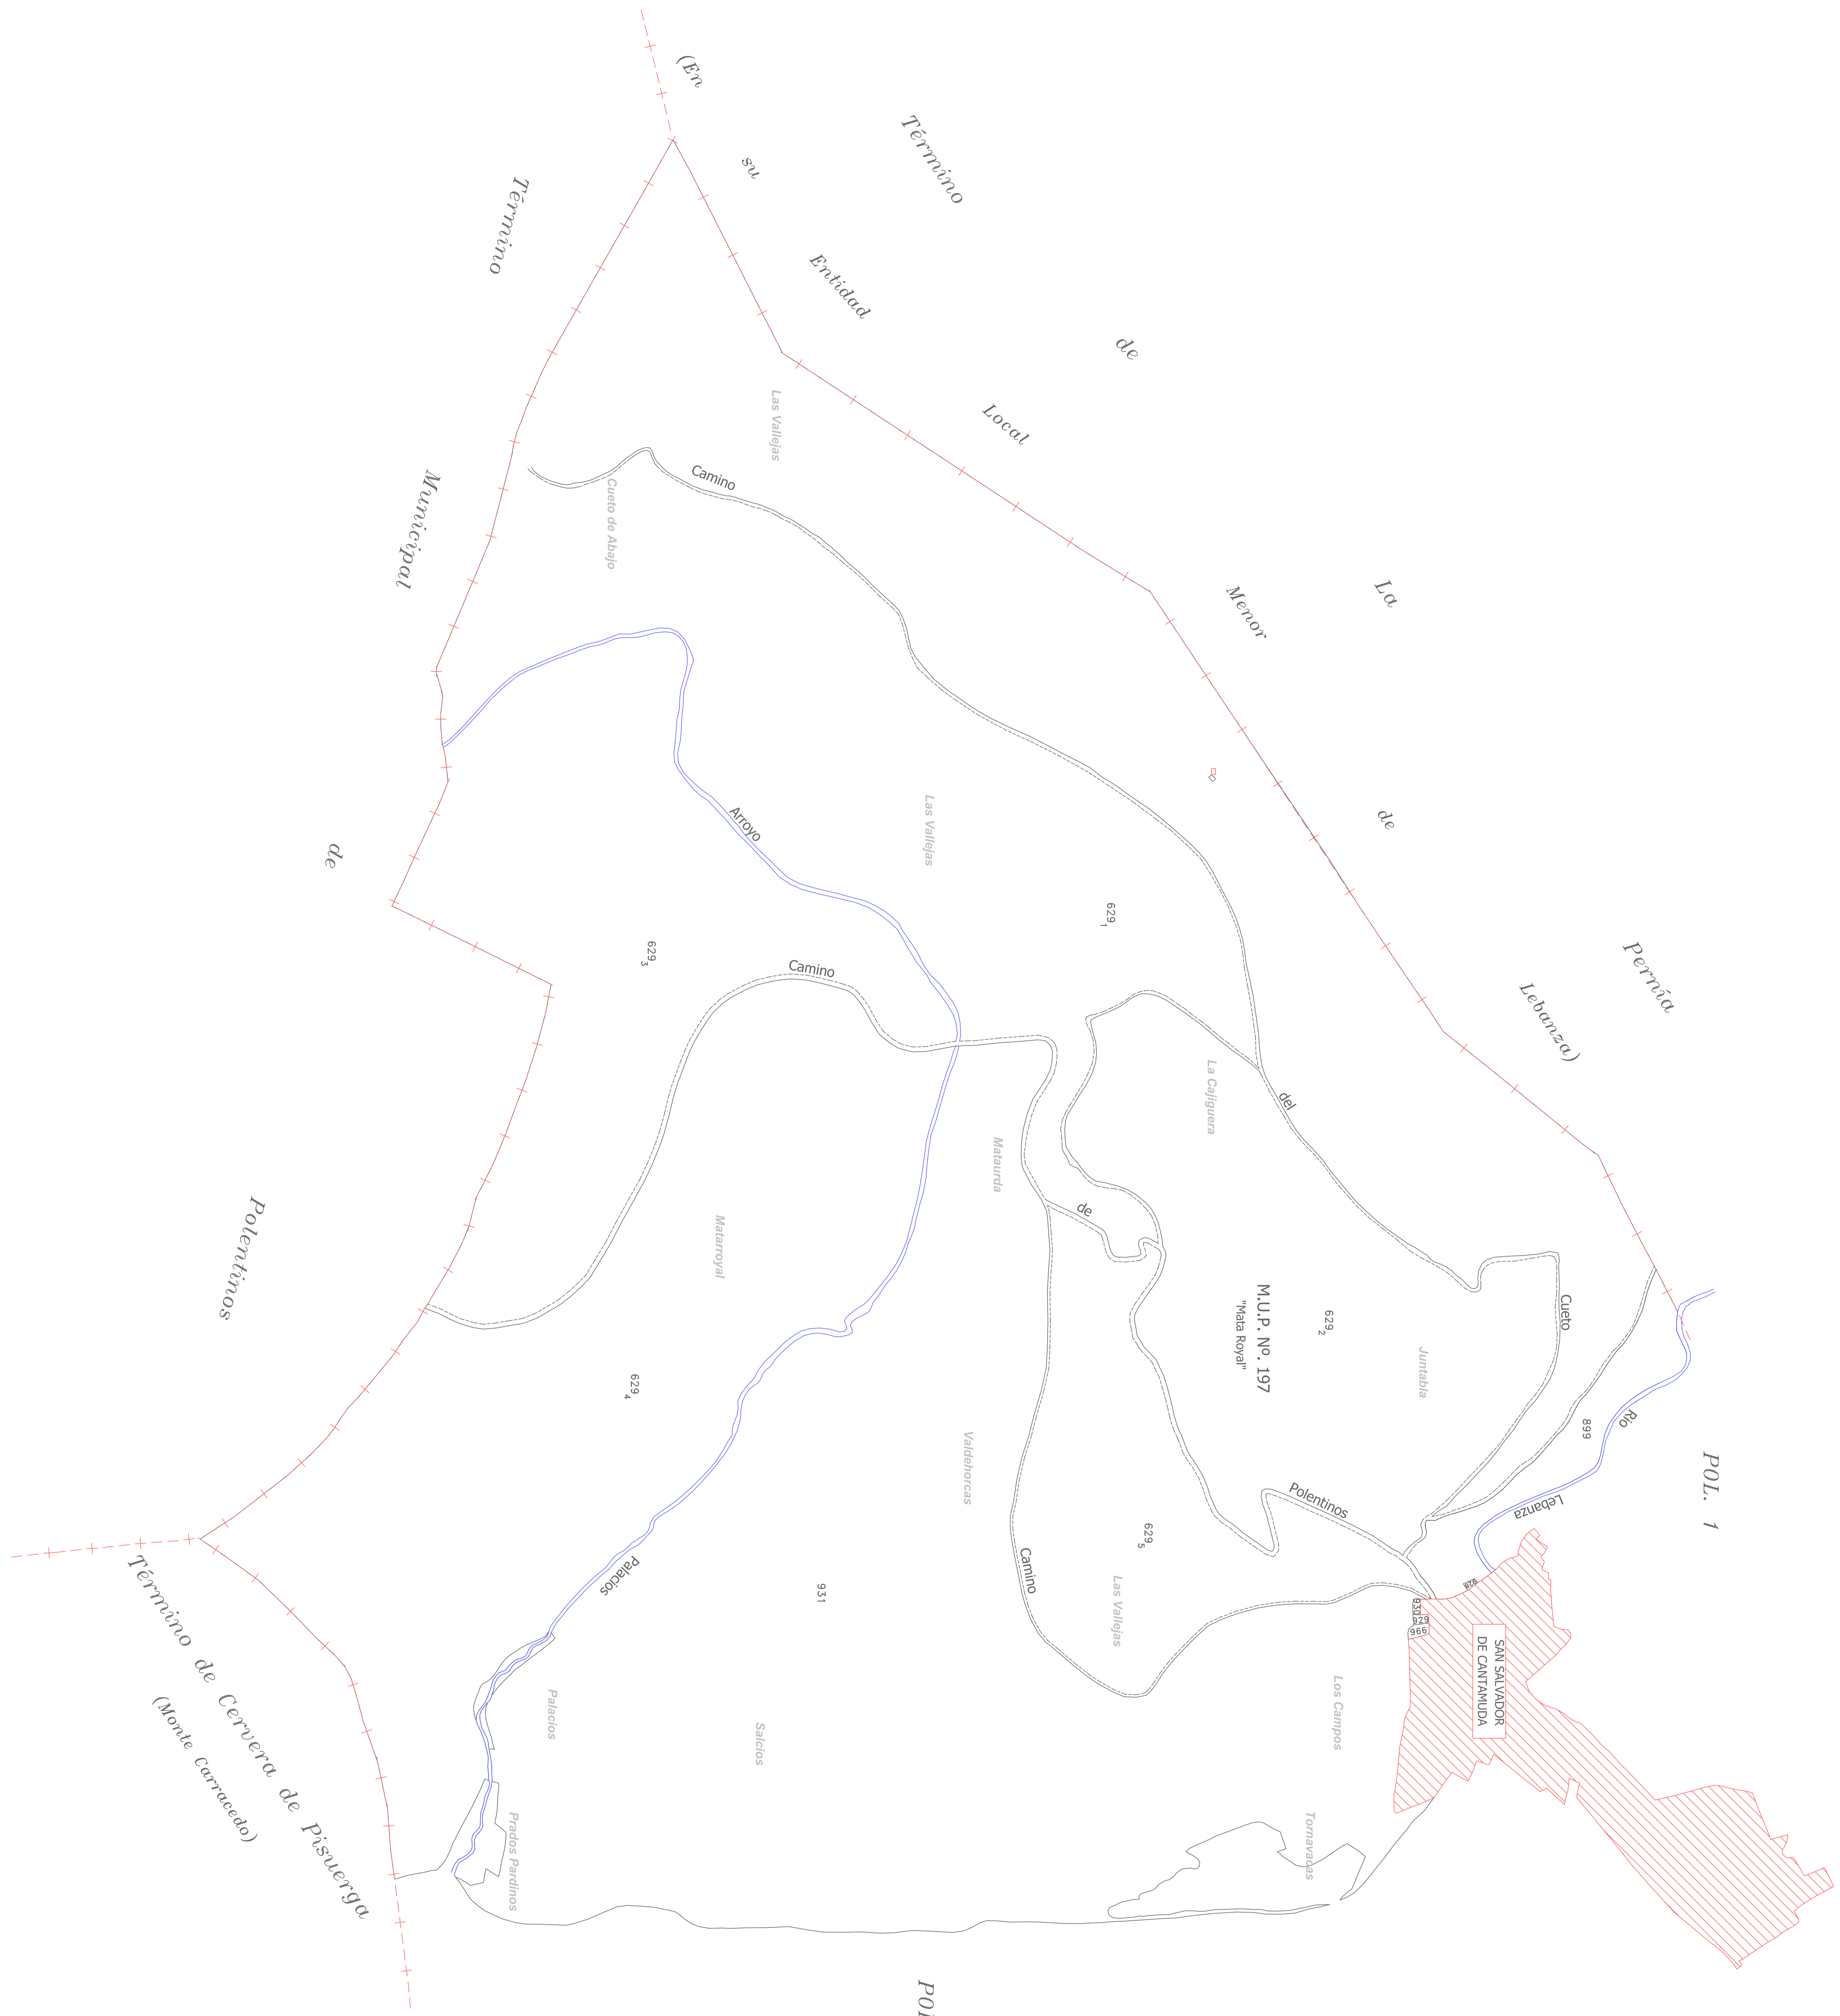 Término de La Pernía
(En su Entidad Local Menor de Lebanza)
Término Municipal de Polentinos
Término de Cervera de Pisuerga
(Monte Carracedo)
POL. 1
Las Vallejas
Cueto de Abajo
Camino del Cueto
Arroyo Palacios
Las Vallejas
629 1
629 3
Camino de Polentinos
La Cajiguera
Mataurda
Matarroyal
M.U.P. Nº. 197
"Mata Royal"
629 2
Juntabla
899
Río Lebanza
629 4
Valdehorcas
629 5
Camino
931
Las Vallejas
928
930
929
966
SAN SALVADOR
DE CANTAMUDA
Los Campos
Palacios
Salcios
Tornavacas
Prados Pardinos